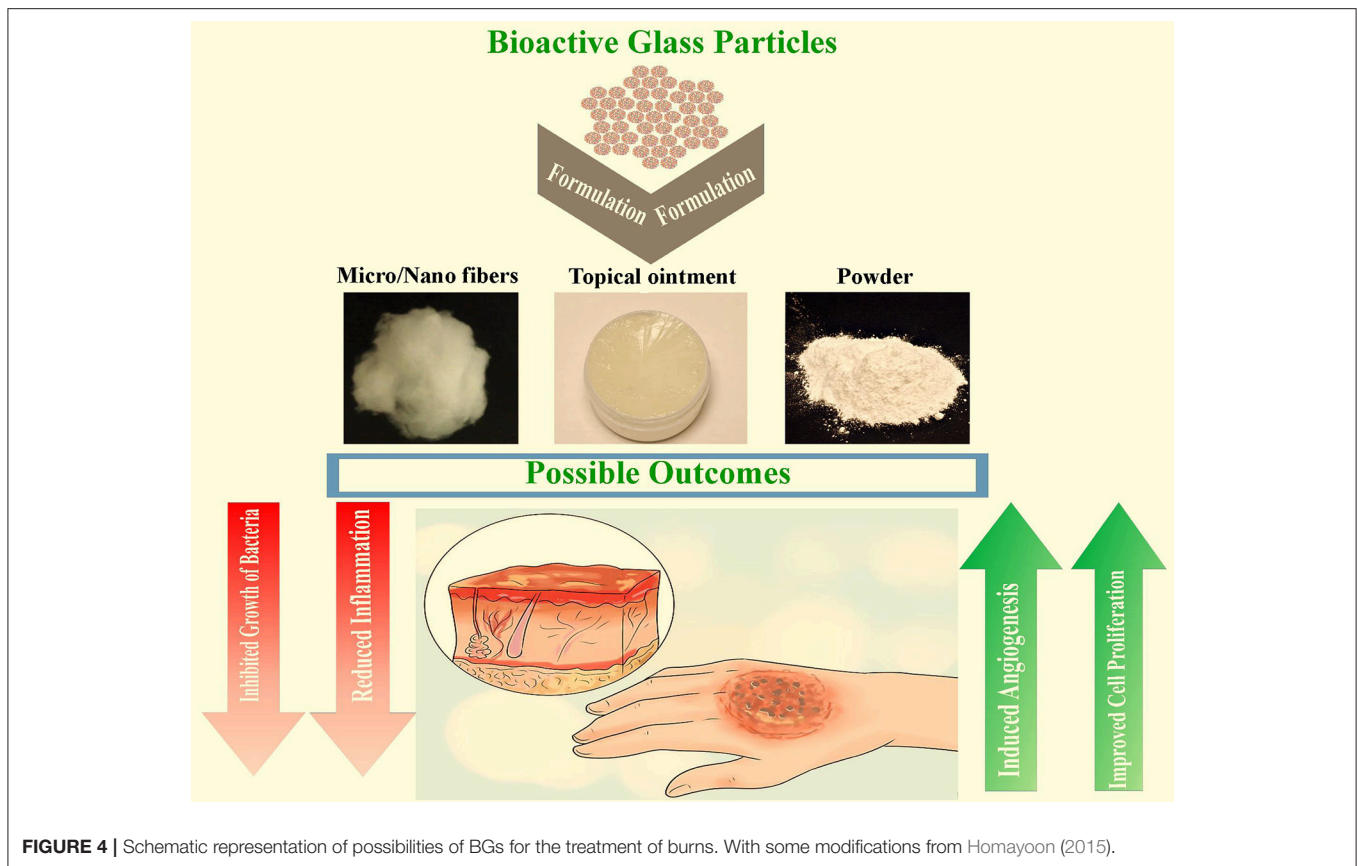 Bioactive Glass Particles
Formulation Formulation
Micro/Nano fibers Topical ointment Powder
Possible Outcomes
Inhibited Growth of Bacteria
Reduced Inflammation
Induced Angiogenesis
Improved Cell Proliferation
FIGURE 4 | Schematic representation of possibilities of BGs for the treatment of burns. With some modifications from Homayoon (2015).